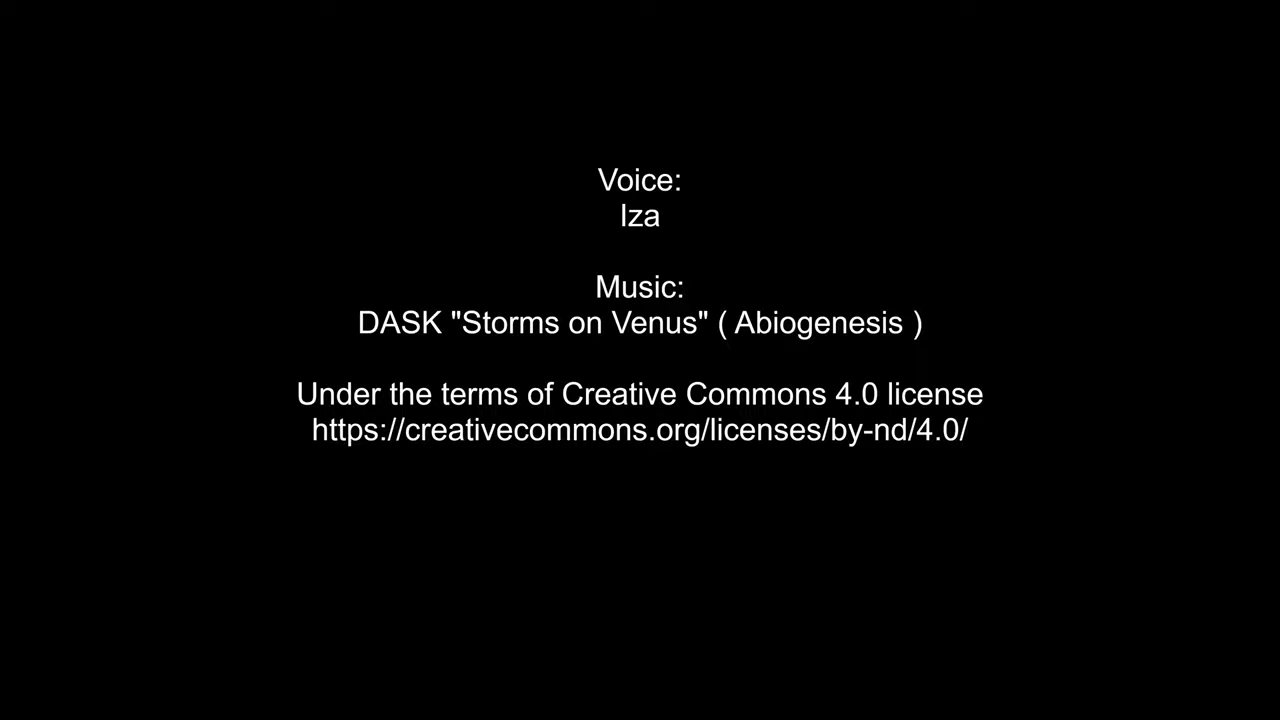 Voice:
Iza
Music:
DASK "Storms on Venus" ( Abiogenesis )
Under the terms of Creative Commons 4.0 license
https://creativecommons.org/licenses/by-nd/4.0/